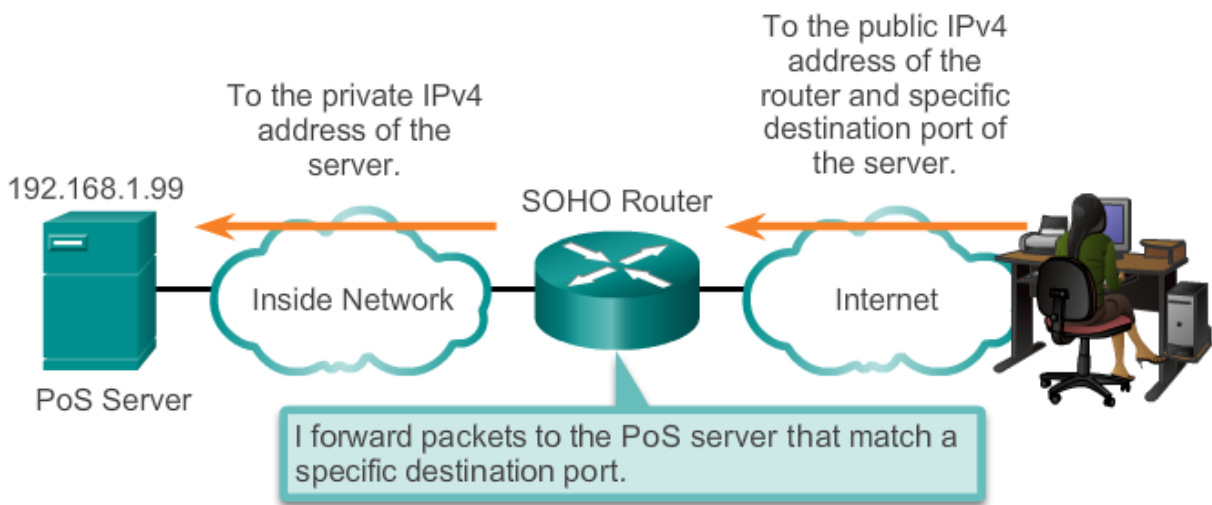 To the public IPv4
address of the
router and specific
destination port of
the server.
To the private IPv4
address of the
server.
192.168.1.99
SOHO Router
Inside Network
Internet
PoS Server
I forward packets to the PoS server that match a
specific destination port.